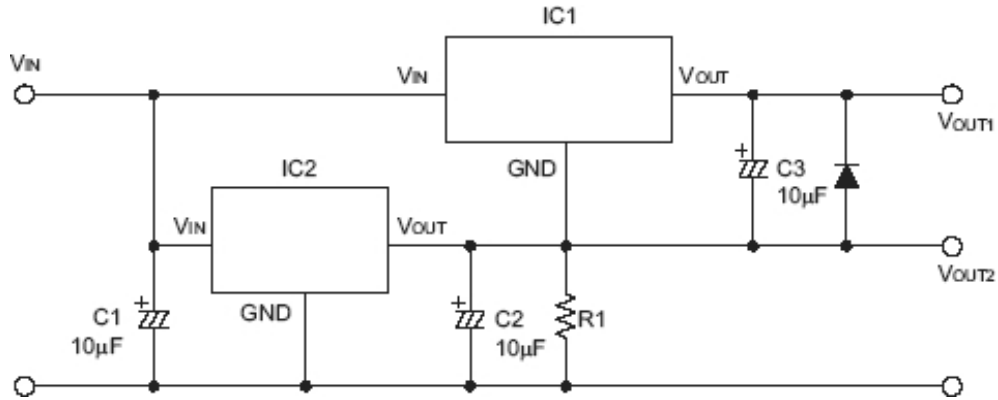 IC1
VIN
VIN
VOUT
VOUT1
GND
C3
10μF
IC2
VIN
VOUT
VOUT2
GND
C1
10μF
C2
10μF
R1